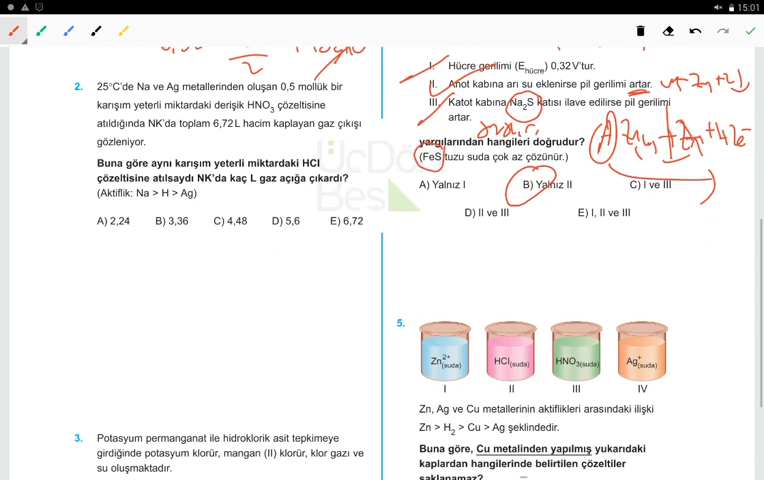 15:01
2.
25°C'de Na ve Ag metallerinden oluşan 0,5 mollük bir
karışım yeterli miktardaki derişik HNO₃ çözeltisine
atıldığında NK'da toplam 6,72 L hacim kaplayan gaz çıkışı
gözleniyor.
Buna göre aynı karışım yeterli miktardaki HCl
çözeltisine atılsaydı NK'da kaç L gaz açığa çıkardı?
(Aktiflik: Na > H > Ag)
A) 2,24 B) 3,36 C) 4,48 D) 5,6 E) 6,72
3.
Potasyum permanganat ile hidroklorik asit tepkimeye
girdiğinde potasyum klorür, mangan (II) klorür, klor gazı ve
su oluşmaktadır.
I. Hücre gerilimi (Ehücre) 0,32 V'tur.
II. Anot kabına arı su eklenirse pil gerilimi artar.
III. Katot kabına Na₂S katısı ilave edilirse pil gerilimi
artar.
yargılarından hangileri doğrudur?
(FeS tuzu suda çok az çözünür.)
A) Yalnız I B) Yalnız II C) I ve III
D) II ve III E) I, II ve III
ÜçDö
Beş
5.
Zn²⁺(suda) HCl(suda) HNO₃(suda) Ag⁺(suda)
I II III IV
Zn, Ag ve Cu metallerinin aktiflikleri arasındaki ilişki
Zn > H₂ > Cu > Ag şeklindedir.
Buna göre, Cu metalinden yapılmış yukarıdaki
kaplardan hangilerinde belirtilen çözeltiler
saklanamaz?